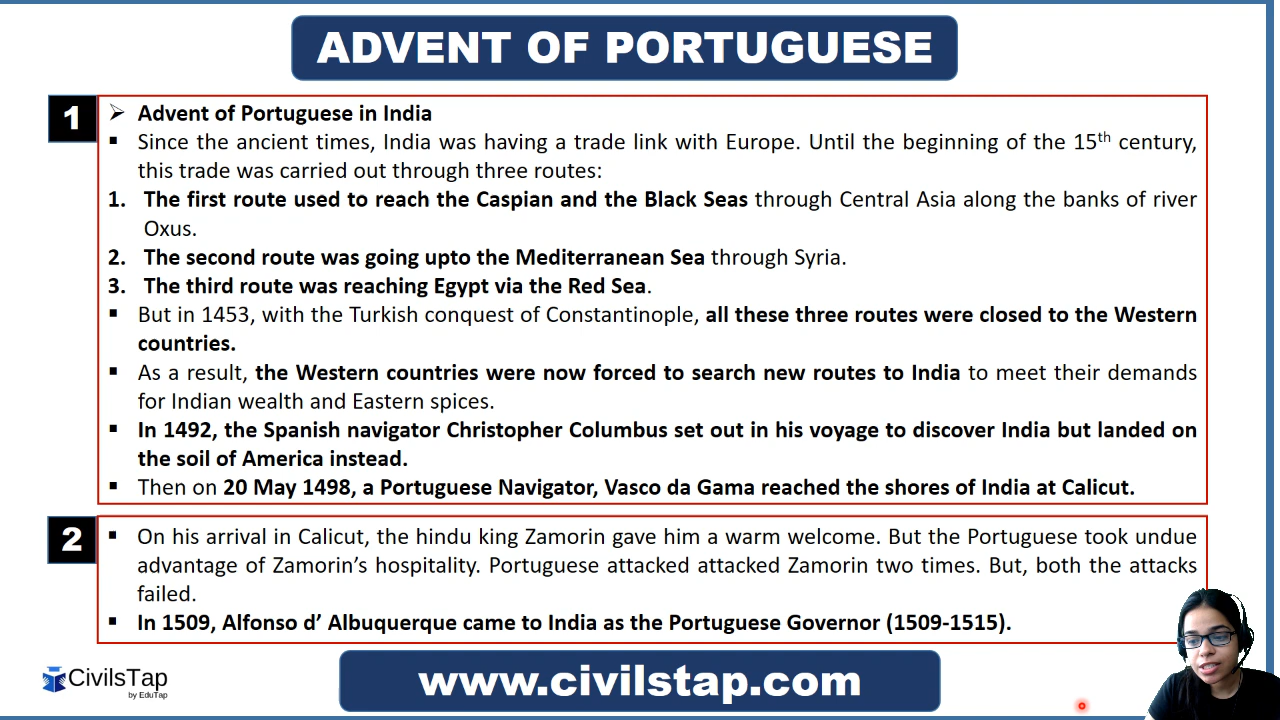 ADVENT OF PORTUGUESE
1
➢ Advent of Portuguese in India
▪ Since the ancient times, India was having a trade link with Europe. Until the beginning of the 15th century,
this trade was carried out through three routes:
1. The first route used to reach the Caspian and the Black Seas through Central Asia along the banks of river
Oxus.
2. The second route was going upto the Mediterranean Sea through Syria.
3. The third route was reaching Egypt via the Red Sea.
▪ But in 1453, with the Turkish conquest of Constantinople, all these three routes were closed to the Western
countries.
▪ As a result, the Western countries were now forced to search new routes to India to meet their demands
for Indian wealth and Eastern spices.
▪ In 1492, the Spanish navigator Christopher Columbus set out in his voyage to discover India but landed on
the soil of America instead.
▪ Then on 20 May 1498, a Portuguese Navigator, Vasco da Gama reached the shores of India at Calicut.
2
▪ On his arrival in Calicut, the hindu king Zamorin gave him a warm welcome. But the Portuguese took undue
advantage of Zamorin's hospitality. Portuguese attacked attacked Zamorin two times. But, both the attacks
failed.
▪ In 1509, Alfonso d' Albuquerque came to India as the Portuguese Governor (1509-1515).
CivilsTap
by EduTap
www.civilstap.com